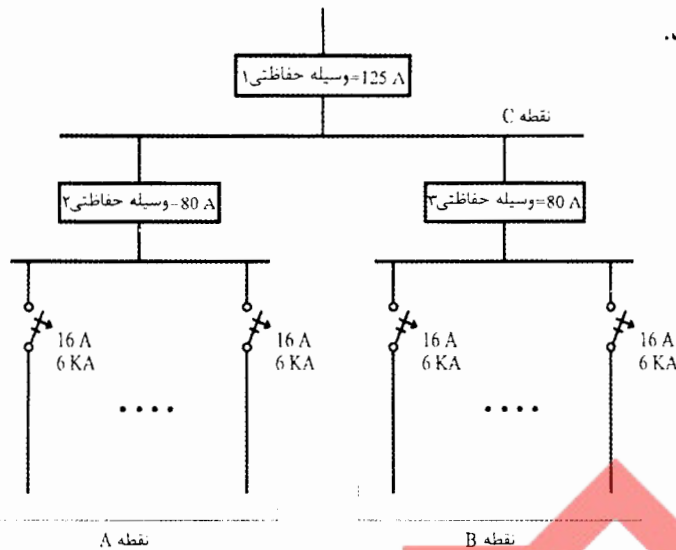 وسیله حفاظتی۱=125 A
نقطه C
وسیله حفاظتی۲=80 A
وسیله حفاظتی۳=80 A
16 A
6 KA
16 A
6 KA
16 A
6 KA
16 A
6 KA
نقطه A
نقطه B